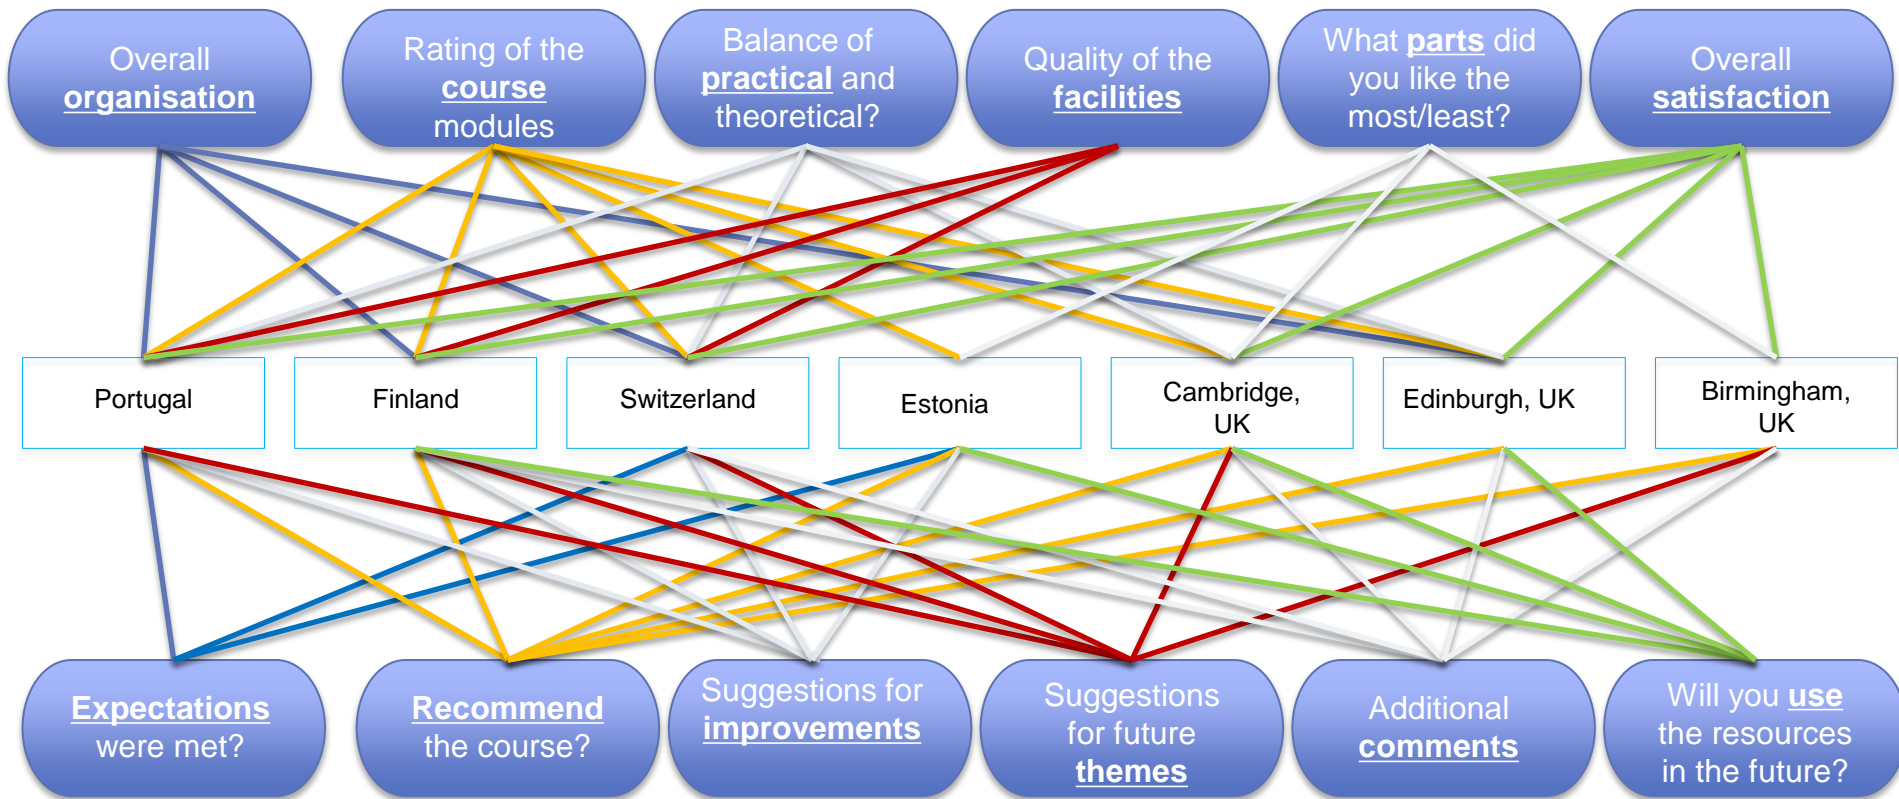 Overall
organisation
Rating of the
course
modules
Balance of
practical and
theoretical?
Quality of the
facilities
What parts did
you like the
most/least?
Overall
satisfaction
Portugal
Finland
Switzerland
Estonia
Cambridge,
UK
Edinburgh, UK
Birmingham,
UK
Expectations
were met?
Recommend
the course?
Suggestions for
improvements
Suggestions
for future
themes
Additional
comments
Will you use
the resources
in the future?